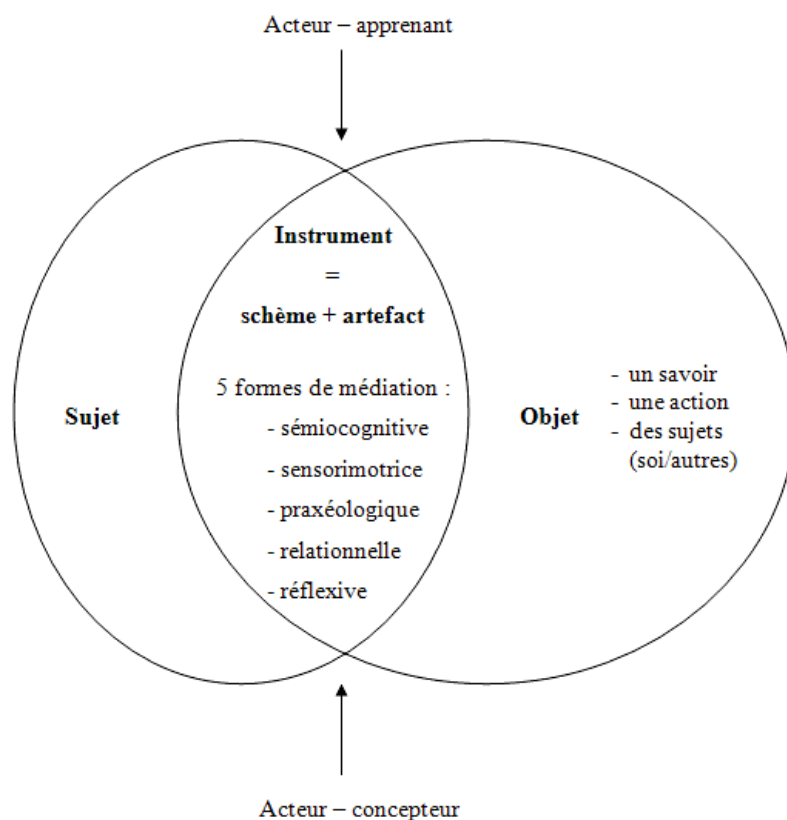 Acteur – apprenant
Instrument
=
schème + artefact
5 formes de médiation :
- sémiocognitive
- sensorimotrice
- praxéologique
- relationnelle
- réflexive
Sujet
Objet
- un savoir
- une action
- des sujets
(soi/autres)
Acteur – concepteur